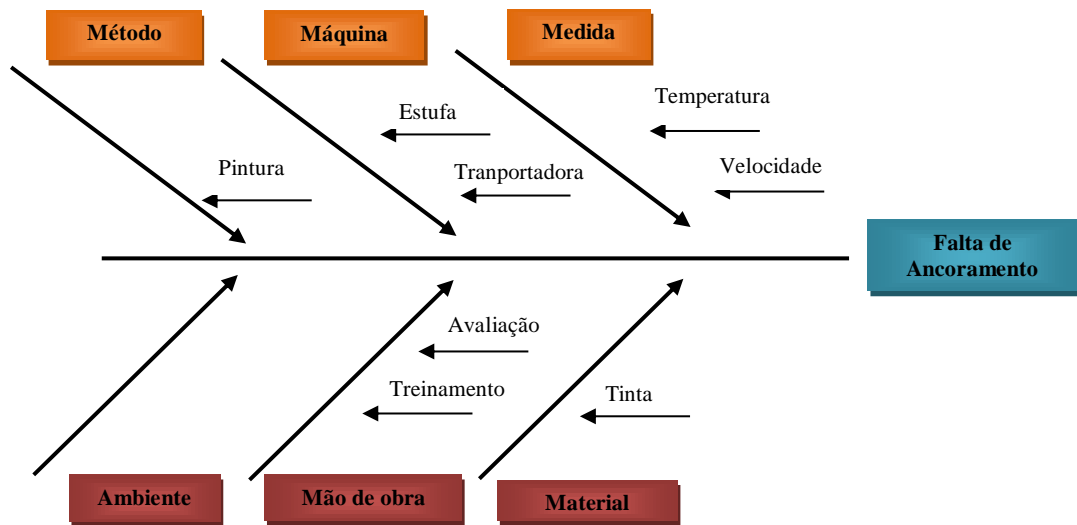 Método
Máquina
Medida
Temperatura
Estufa
Pintura
Tranportadora
Velocidade
Falta de
Ancoramento
Avaliação
Treinamento
Tinta
Ambiente
Mão de obra
Material